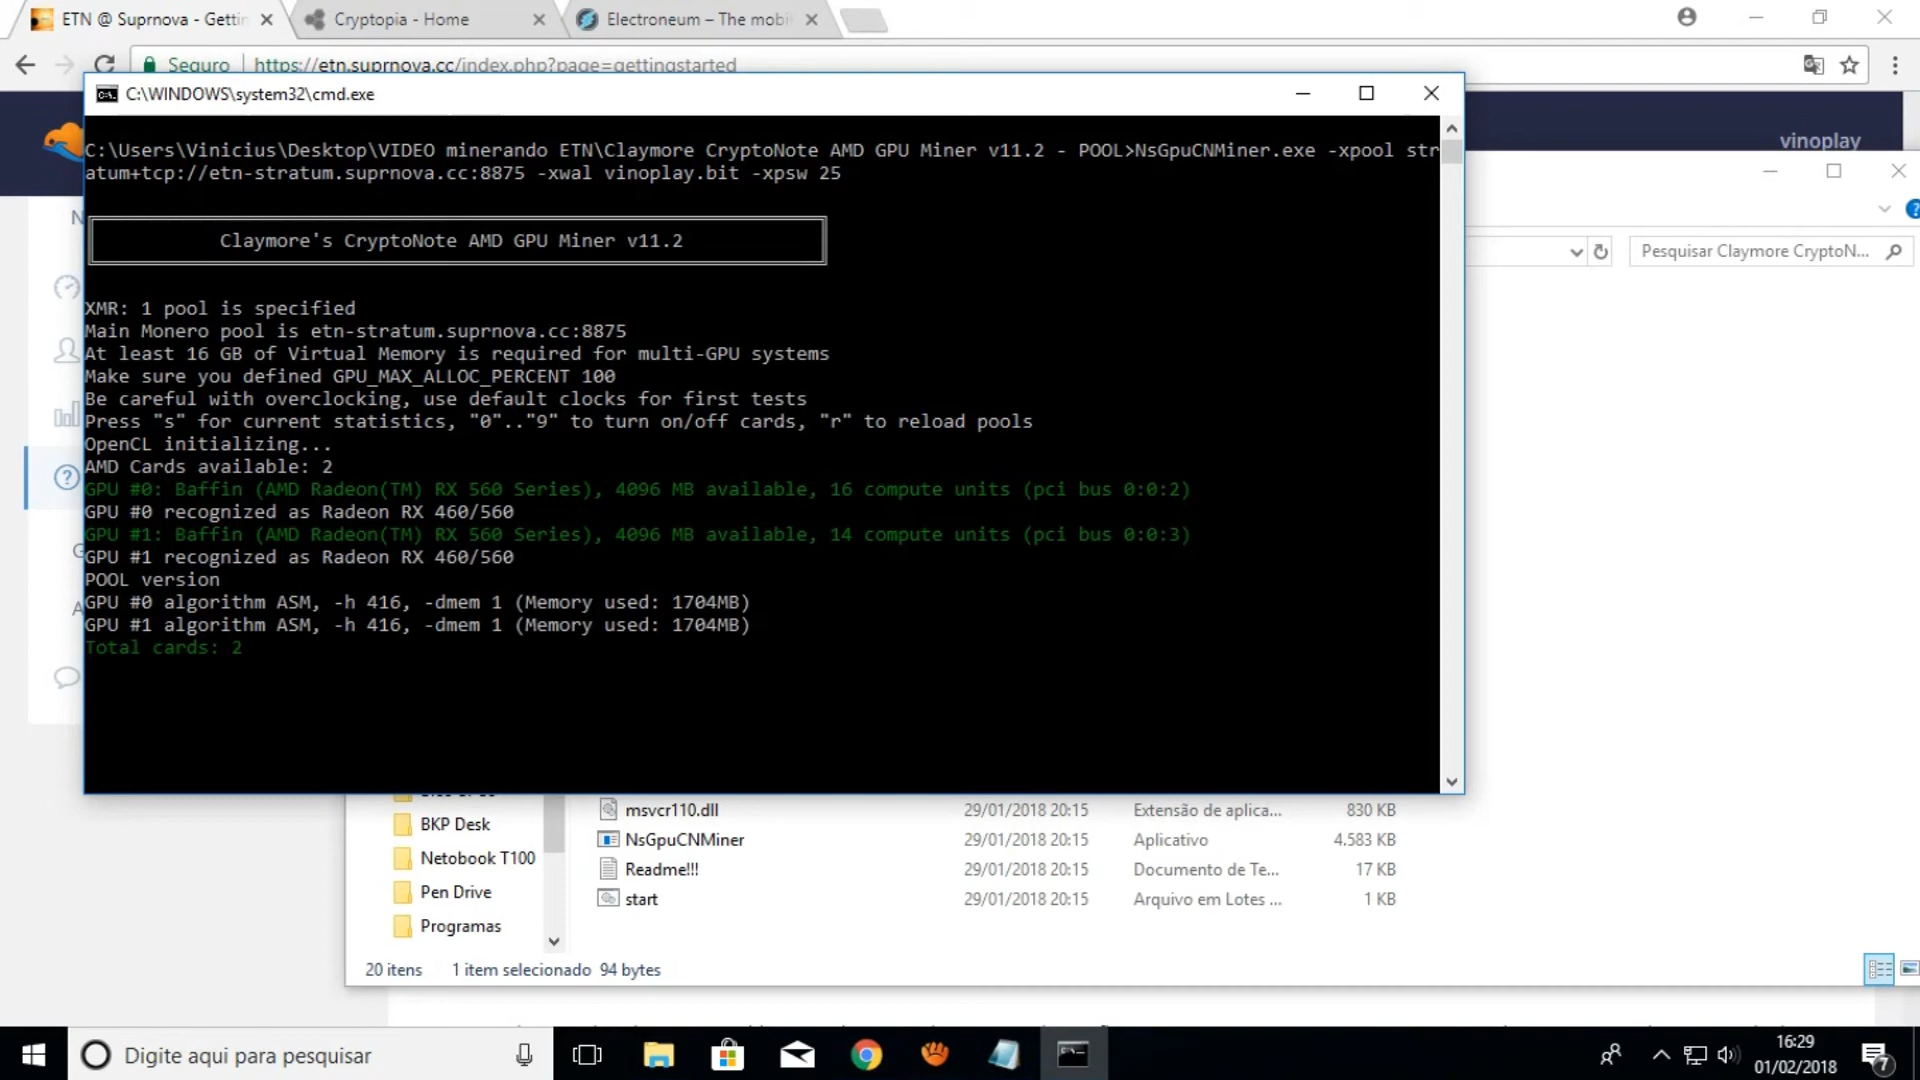 ETN @ Suprnova - Gettin
Cryptopia - Home
Electroneum – The mobil
Seguro
https://etn.suprnova.cc/index.php?page=gettingstarted
C:\WINDOWS\system32\cmd.exe
vinoplay
C:\Users\Vinicius\Desktop\VIDEO minerando ETN\Claymore CryptoNote AMD GPU Miner v11.2 - POOL>NsGpuCNMiner.exe -xpool str
atum+tcp://etn-stratum.suprnova.cc:8875 -xwal vinoplay.bit -xpsw 25
Claymore's CryptoNote AMD GPU Miner v11.2
Pesquisar Claymore CryptoN...
XMR: 1 pool is specified
Main Monero pool is etn-stratum.suprnova.cc:8875
At least 16 GB of Virtual Memory is required for multi-GPU systems
Make sure you defined GPU_MAX_ALLOC_PERCENT 100
Be careful with overclocking, use default clocks for first tests
Press "s" for current statistics, "0".."9" to turn on/off cards, "r" to reload pools
OpenCL initializing...
AMD Cards available: 2
GPU #0: Baffin (AMD Radeon(TM) RX 560 Series), 4096 MB available, 16 compute units (pci bus 0:0:2)
GPU #0 recognized as Radeon RX 460/560
GPU #1: Baffin (AMD Radeon(TM) RX 560 Series), 4096 MB available, 14 compute units (pci bus 0:0:3)
GPU #1 recognized as Radeon RX 460/560
POOL version
GPU #0 algorithm ASM, -h 416, -dmem 1 (Memory used: 1704MB)
GPU #1 algorithm ASM, -h 416, -dmem 1 (Memory used: 1704MB)
Total cards: 2
BKP Desk
Netobook T100
Pen Drive
Programas
msvcr110.dll 29/01/2018 20:15 Extensão de aplica... 830 KB
NsGpuCNMiner 29/01/2018 20:15 Aplicativo 4.583 KB
Readme!!! 29/01/2018 20:15 Documento de Te... 17 KB
start 29/01/2018 20:15 Arquivo em Lotes ... 1 KB
20 itens 1 item selecionado 94 bytes
Digite aqui para pesquisar
16:29
01/02/2018
7